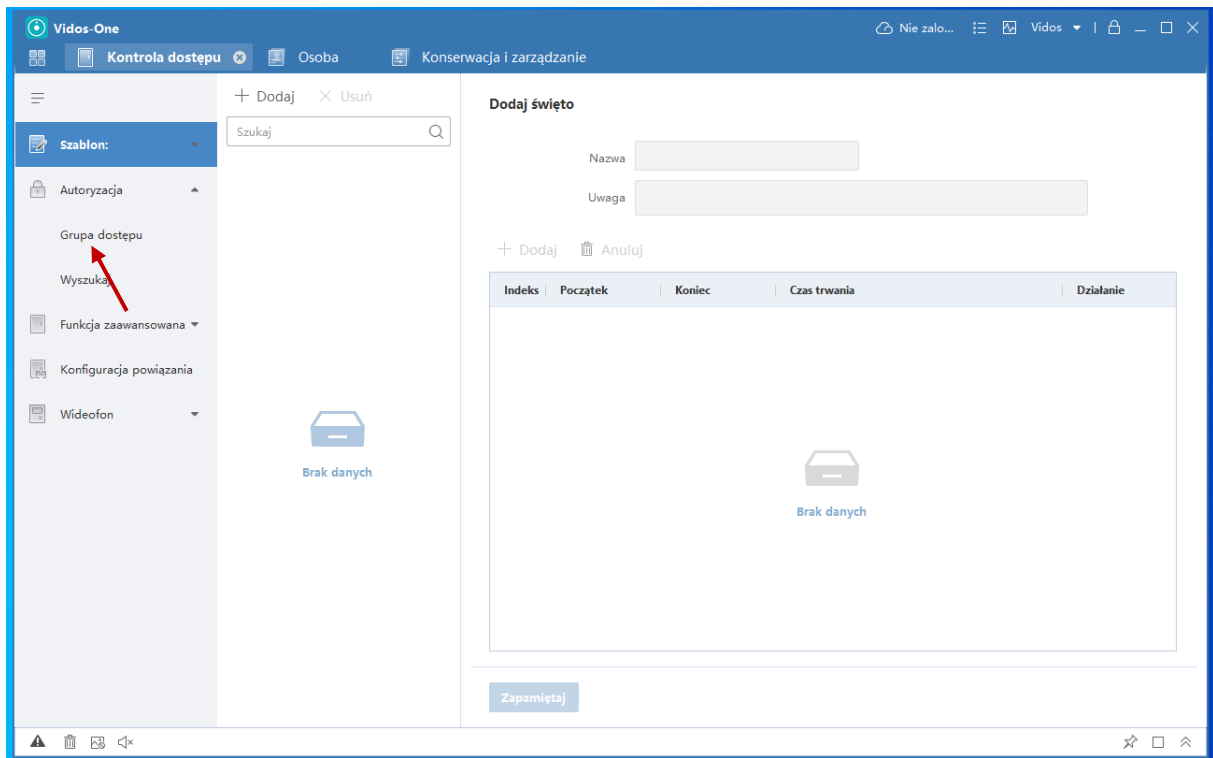 Vidos-One
Nie zalo...
Vidos
Kontrola dostępu
Osoba
Konserwacja i zarządzanie
Szablon:
Autoryzacja
Grupa dostępu
Wyszukaj
Funkcja zaawansowana
Konfiguracja powiązania
Wideofon
Dodaj
Usuń
Szukaj
Brak danych
Dodaj święto
Nazwa
Uwaga
Dodaj
Anuluj
Indeks Początek Koniec Czas trwania Działanie
Brak danych
Zapamiętaj